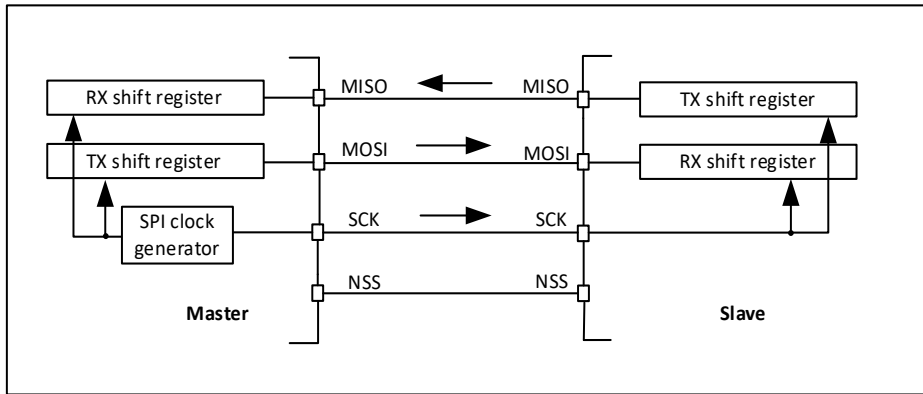 RX shift register
MISO
MISO
TX shift register
TX shift register
MOSI
MOSI
RX shift register
SPI clock
generator
SCK
SCK
NSS
NSS
Master
Slave